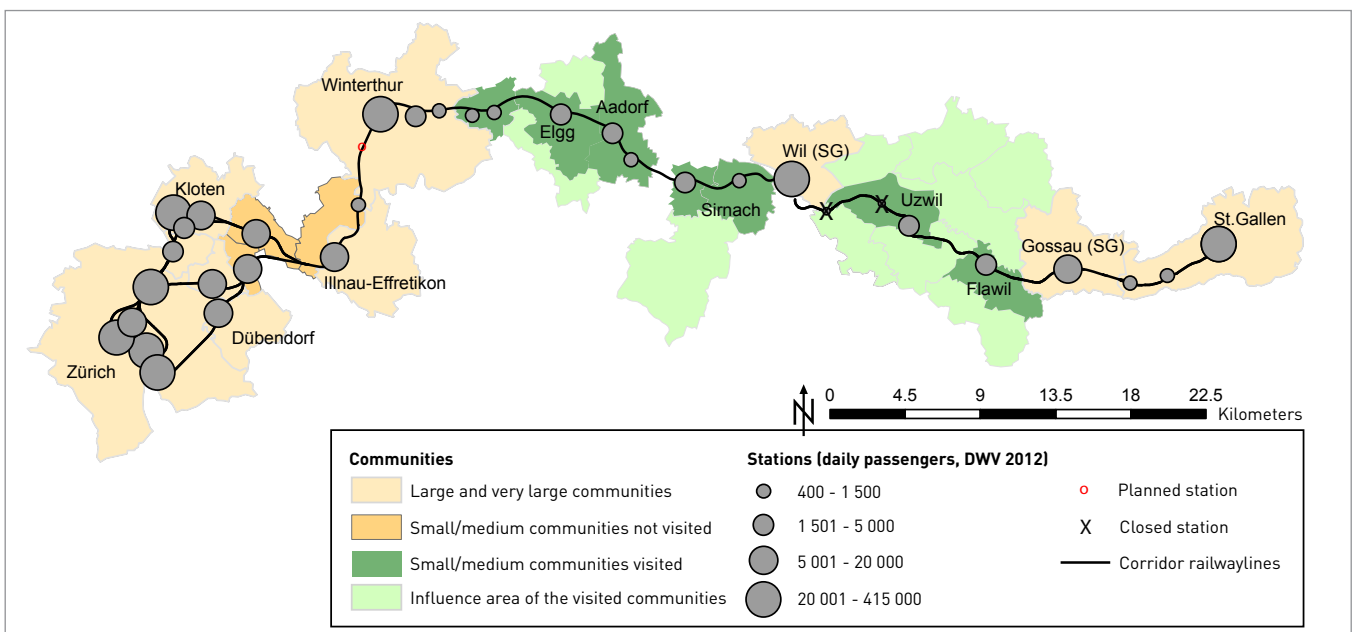 Winterthur
Aadorf
Elgg
Wil (SG)
Kloten
Sirnach
Uzwil
St.Gallen
Gossau (SG)
Illnau-Effretikon
Flawil
Dübendorf
Zürich
X
X
N
0 4.5 9 13.5 18 22.5
Kilometers
Communities
Large and very large communities
Small/medium communities not visited
Small/medium communities visited
Influence area of the visited communities
Stations (daily passengers, DWV 2012)
400 - 1 500
1 501 - 5 000
5 001 - 20 000
20 001 - 415 000
Planned station
X Closed station
Corridor railwaylines